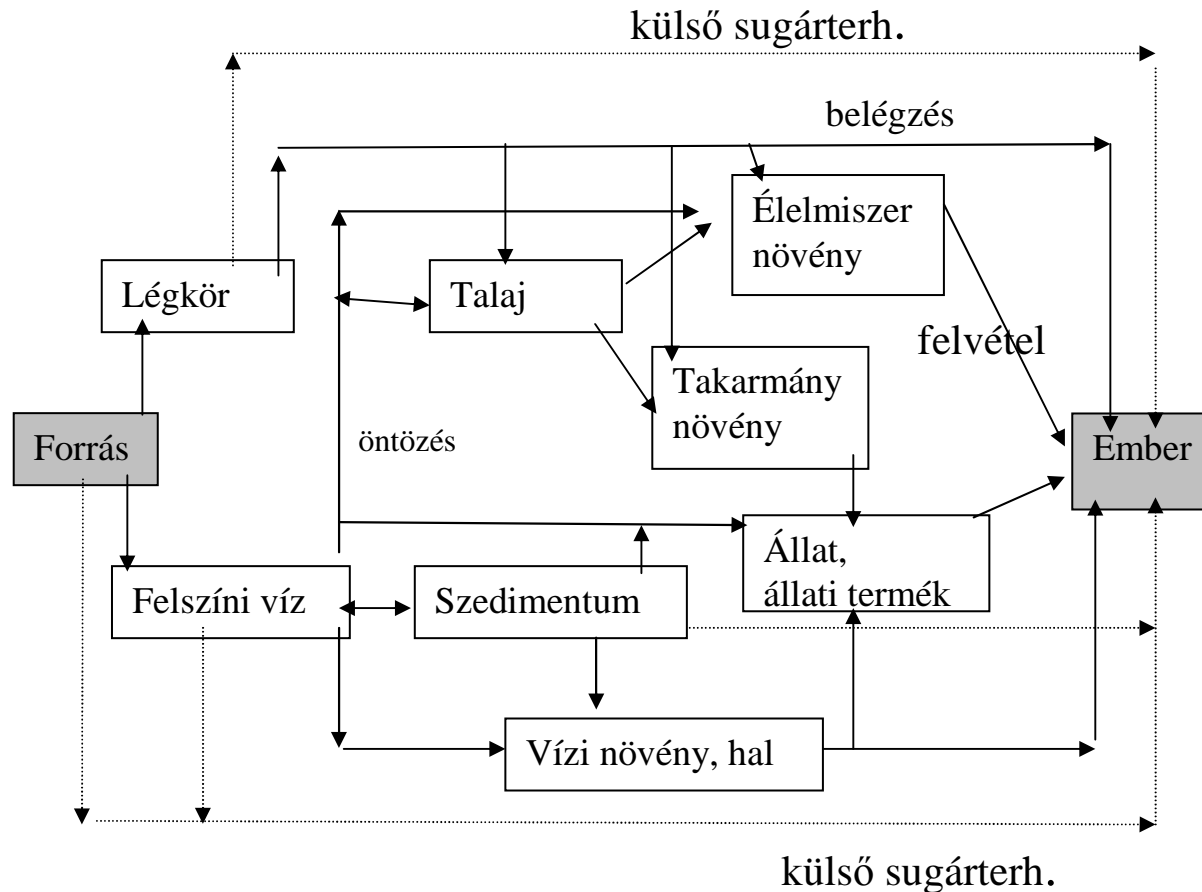 külső sugárterh.
belégzés
Élelmiszer
növény
Légkör
Talaj
felvétel
Takarmány
növény
Forrás
öntözés
Ember
Állat,
állati termék
Felszíni víz
Szedimentum
Vízi növény, hal
külső sugárterh.